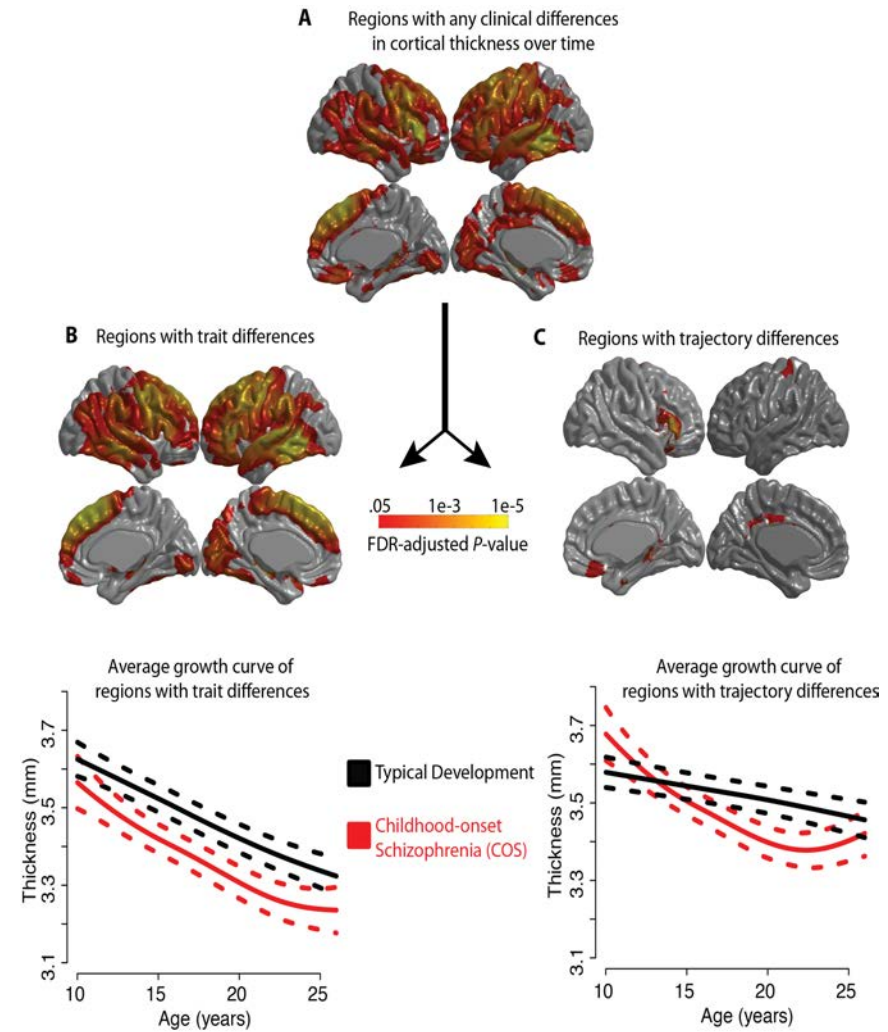 A Regions with any clinical differences
in cortical thickness over time
B Regions with trait differences
C Regions with trajectory differences
.05 1e-3 1e-5
FDR-adjusted P-value
Average growth curve of
regions with trait differences
Thickness (mm)
3.1 3.3 3.5 3.7
10 15 20 25
Age (years)
Typical Development
Childhood-onset
Schizophrenia (COS)
Average growth curve of
regions with trajectory differences
Thickness (mm)
3.1 3.3 3.5 3.7
10 15 20 25
Age (years)